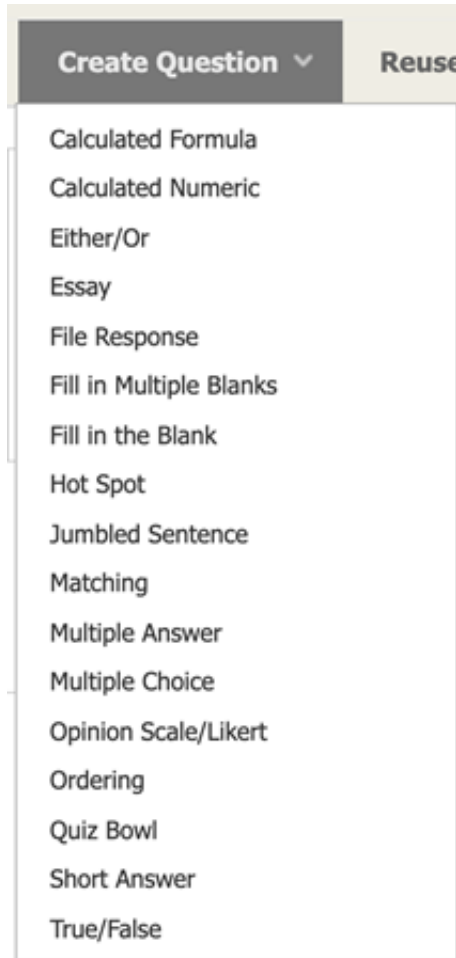 Create Question Reuse
Calculated Formula
Calculated Numeric
Either/Or
Essay
File Response
Fill in Multiple Blanks
Fill in the Blank
Hot Spot
Jumbled Sentence
Matching
Multiple Answer
Multiple Choice
Opinion Scale/Likert
Ordering
Quiz Bowl
Short Answer
True/False